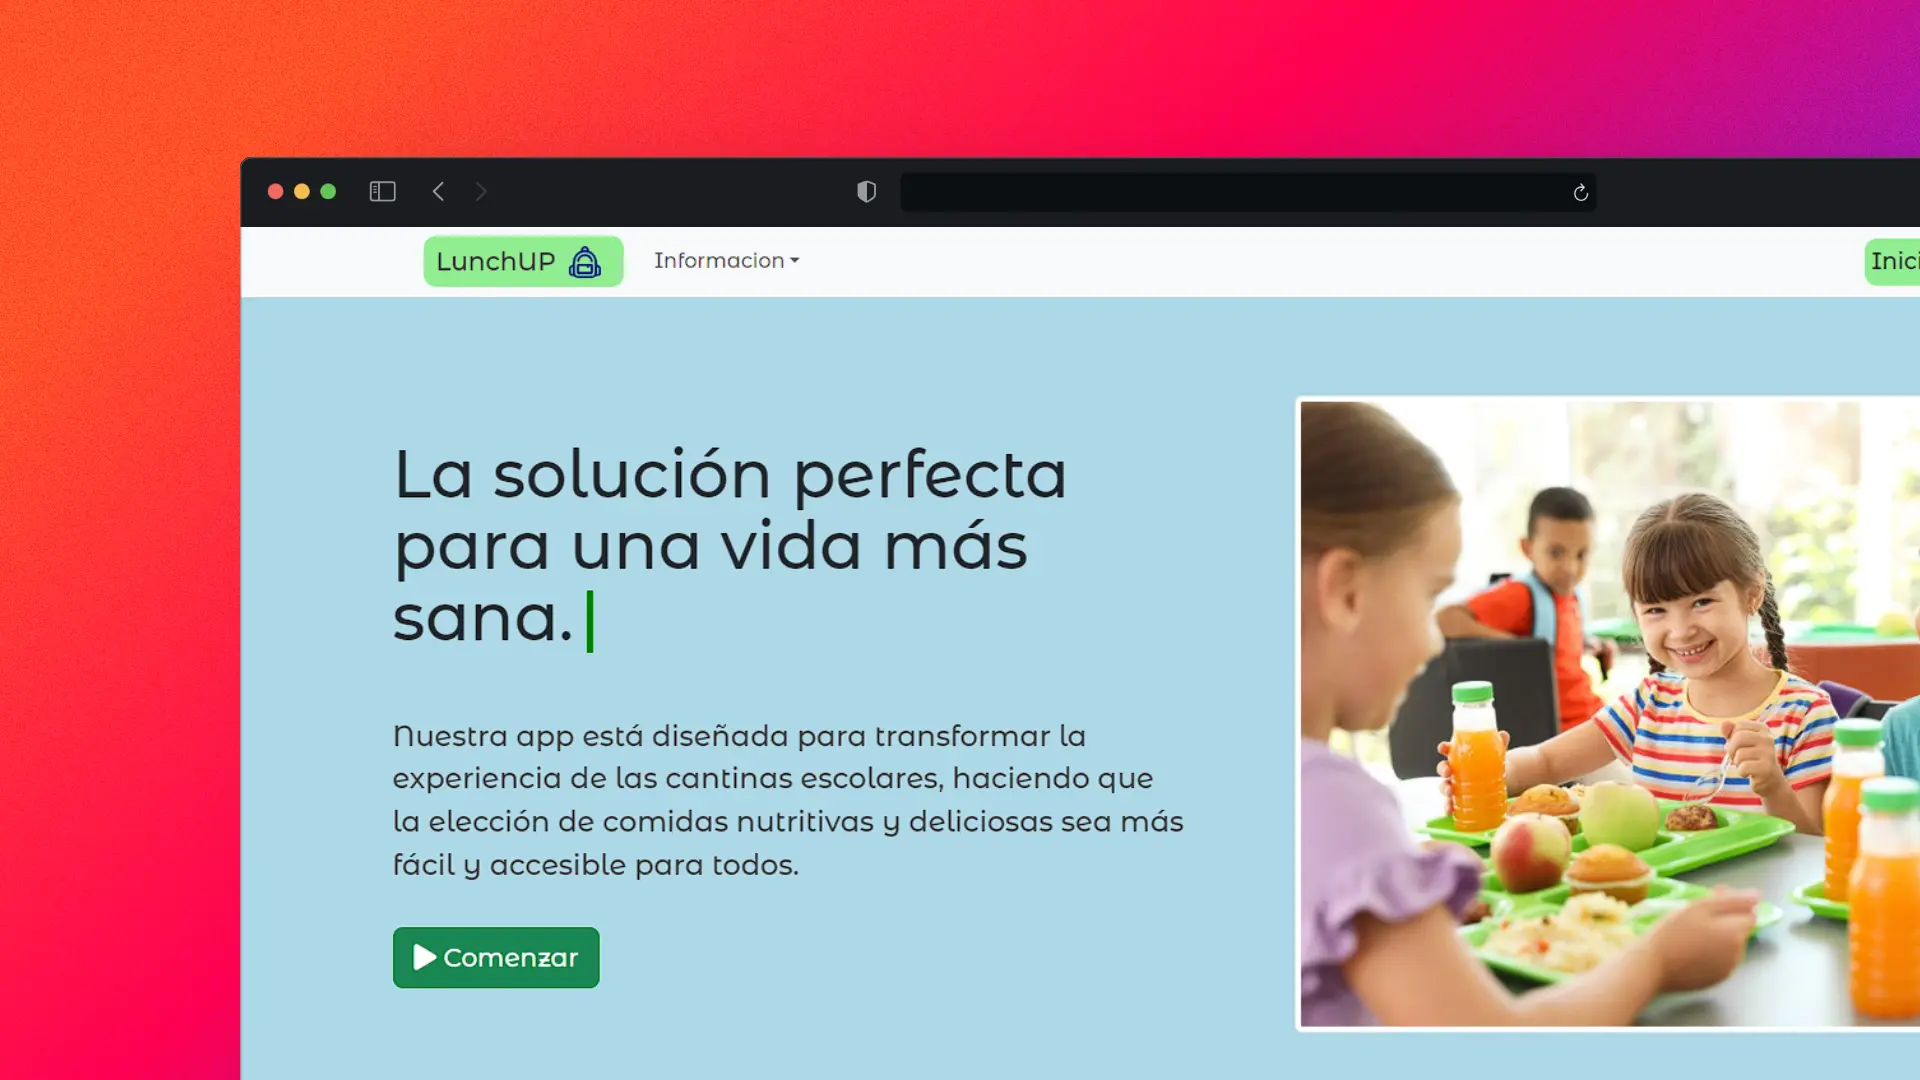 LunchUP
Informacion
Inici
La solución perfecta
para una vida más
sana.
Nuestra app está diseñada para transformar la
experiencia de las cantinas escolares, haciendo que
la elección de comidas nutritivas y deliciosas sea más
fácil y accesible para todos.
Comenzar